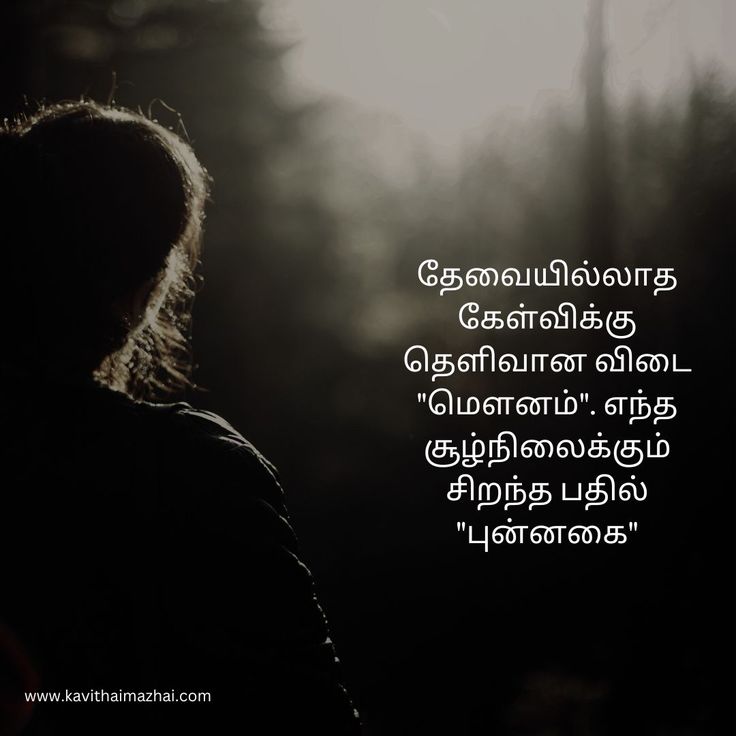 தேவையில்லாத
கேள்விக்கு
தெளிவான விடை
"மௌனம்". எந்த
சூழ்நிலைக்கும்
சிறந்த பதில்
"புன்னகை"
www.kavithaimazhai.com